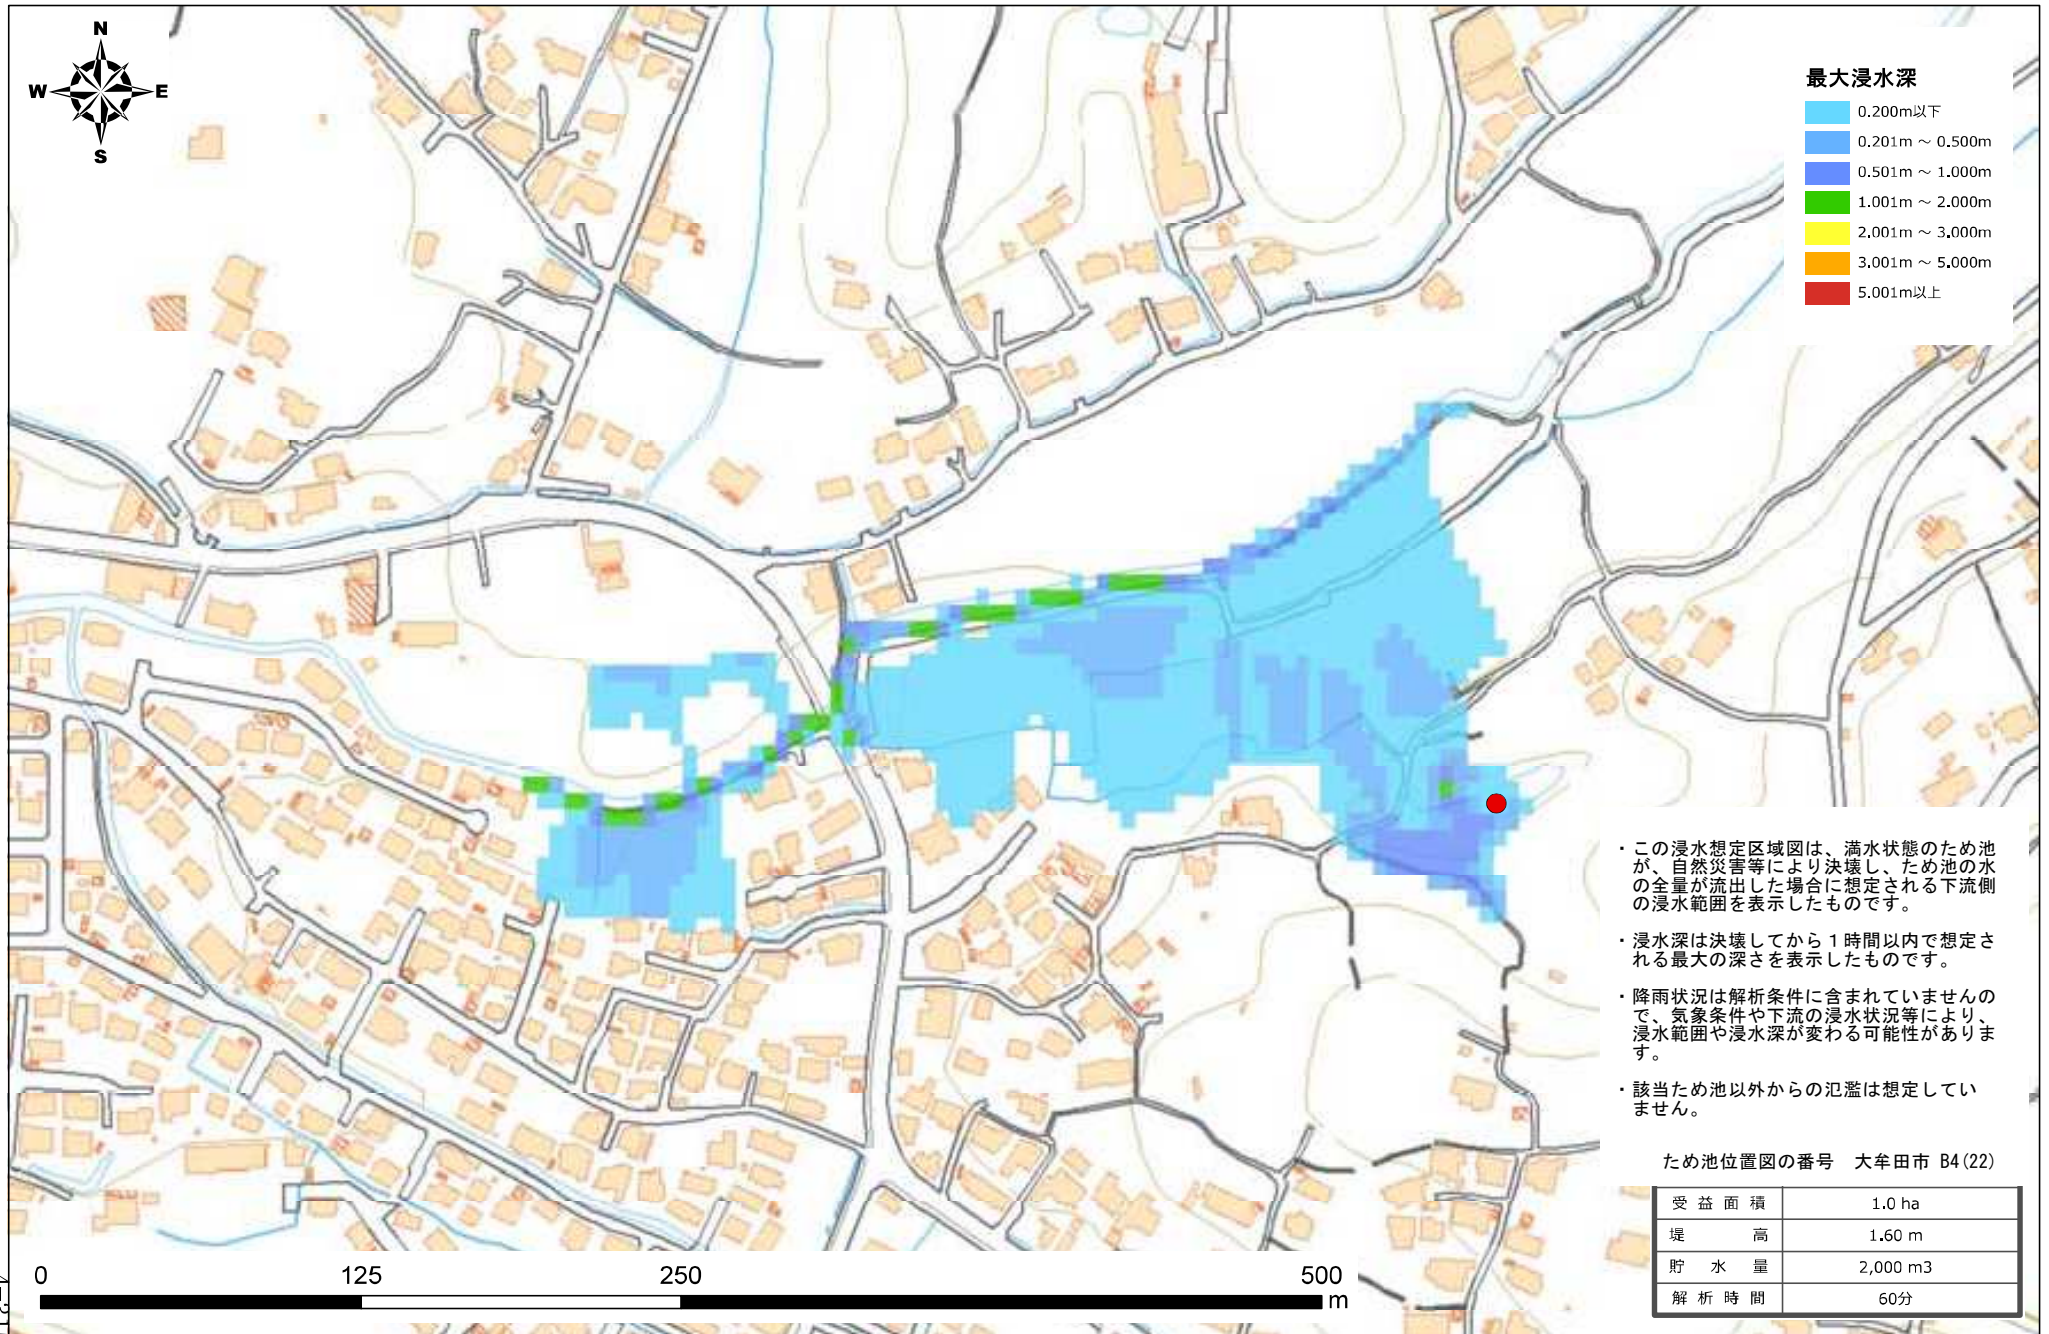 N
W
E
S
最大浸水深
0.200m以下
0.201m ～ 0.500m
0.501m ～ 1.000m
1.001m ～ 2.000m
2.001m ～ 3.000m
3.001m ～ 5.000m
5.001m以上
・この浸水想定区域図は、満水状態のため池
が、自然災害等により決壊し、ため池の水
の全量が流出した場合に想定される下流側
の浸水範囲を表示したものです。
・浸水深は決壊してから１時間以内で想定さ
れる最大の深さを表示したものです。
・降雨状況は解析条件に含まれていませんの
で、気象条件や下流の浸水状況等により、
浸水範囲や浸水深が変わる可能性がありま
す。
・該当ため池以外からの氾濫は想定してい
ません。
ため池位置図の番号 大牟田市 B4(22)
受益面積 1.0 ha
堤高 1.60 m
貯水量 2,000 m3
解析時間 60分
0 125 250 500
m